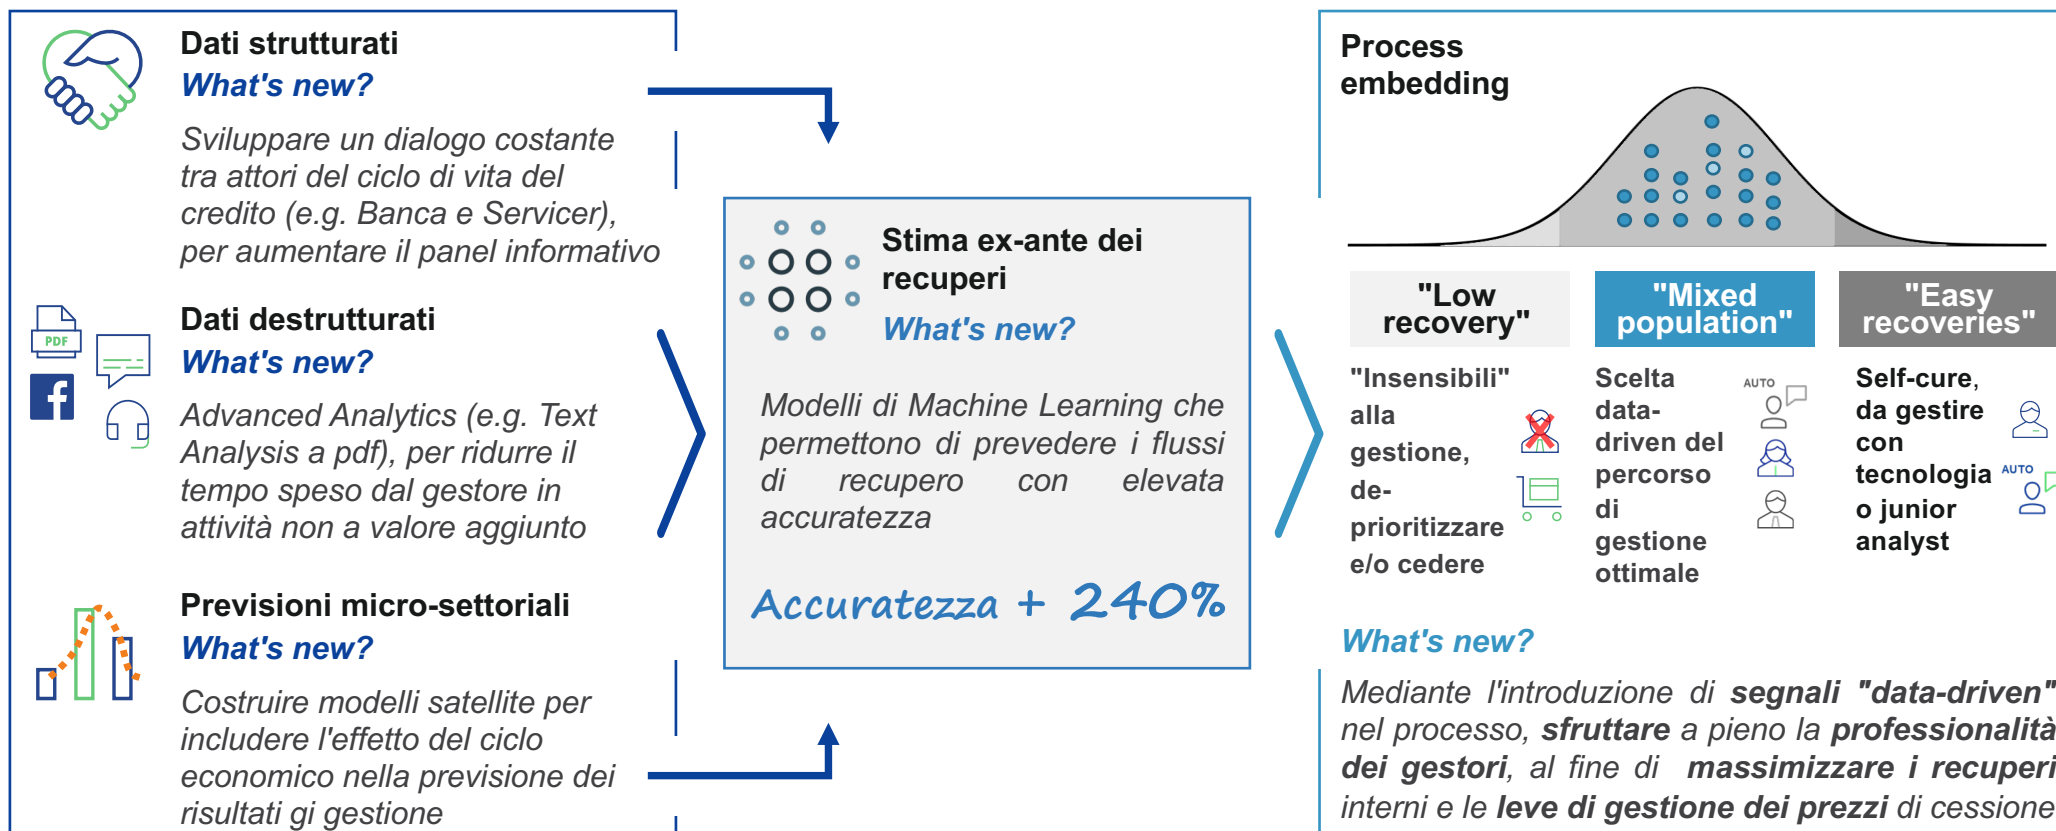 Dati strutturati
What's new?
Sviluppare un dialogo costante
tra attori del ciclo di vita del
credito (e.g. Banca e Servicer),
per aumentare il panel informativo
PDF
Dati destrutturati
What's new?
Advanced Analytics (e.g. Text
Analysis a pdf), per ridurre il
tempo speso dal gestore in
attività non a valore aggiunto
Previsioni micro-settoriali
What's new?
Costruire modelli satellite per
includere l'effetto del ciclo
economico nella previsione dei
risultati gi gestione
Stima ex-ante dei
recuperi
What's new?
Modelli di Machine Learning che
permettono di prevedere i flussi
di recupero con elevata
accuratezza
Accuratezza + 240%
Process
embedding
"Low
recovery"
"Insensibili"
alla
gestione,
de-
prioritizzare
e/o cedere
"Mixed
population"
Scelta
data-
driven del
percorso
di
gestione
ottimale
AUTO
"Easy
recoveries"
Self-cure,
da gestire
con
tecnologia
o junior
analyst
AUTO
What's new?
Mediante l'introduzione di segnali "data-driven"
nel processo, sfruttare a pieno la professionalità
dei gestori, al fine di massimizzare i recuperi
interni e le leve di gestione dei prezzi di cessione